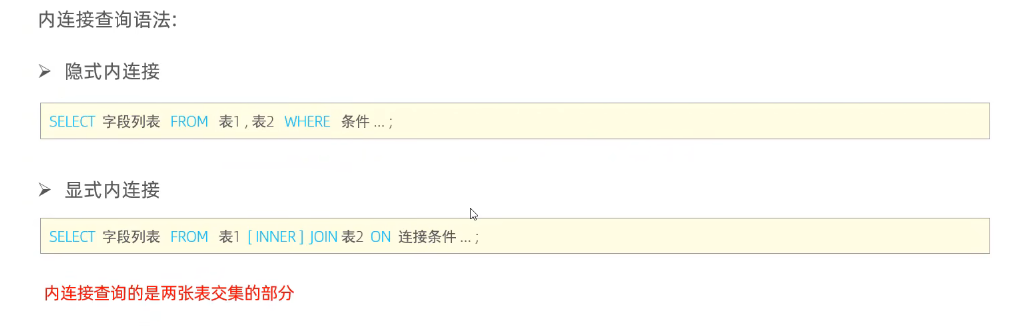 内连接查询语法:
➢ 隐式内连接
SELECT 字段列表 FROM 表1 , 表2 WHERE 条件 ... ;
➢ 显式内连接
SELECT 字段列表 FROM 表1 [ INNER ] JOIN 表2 ON 连接条件 ... ;
内连接查询的是两张表交集的部分